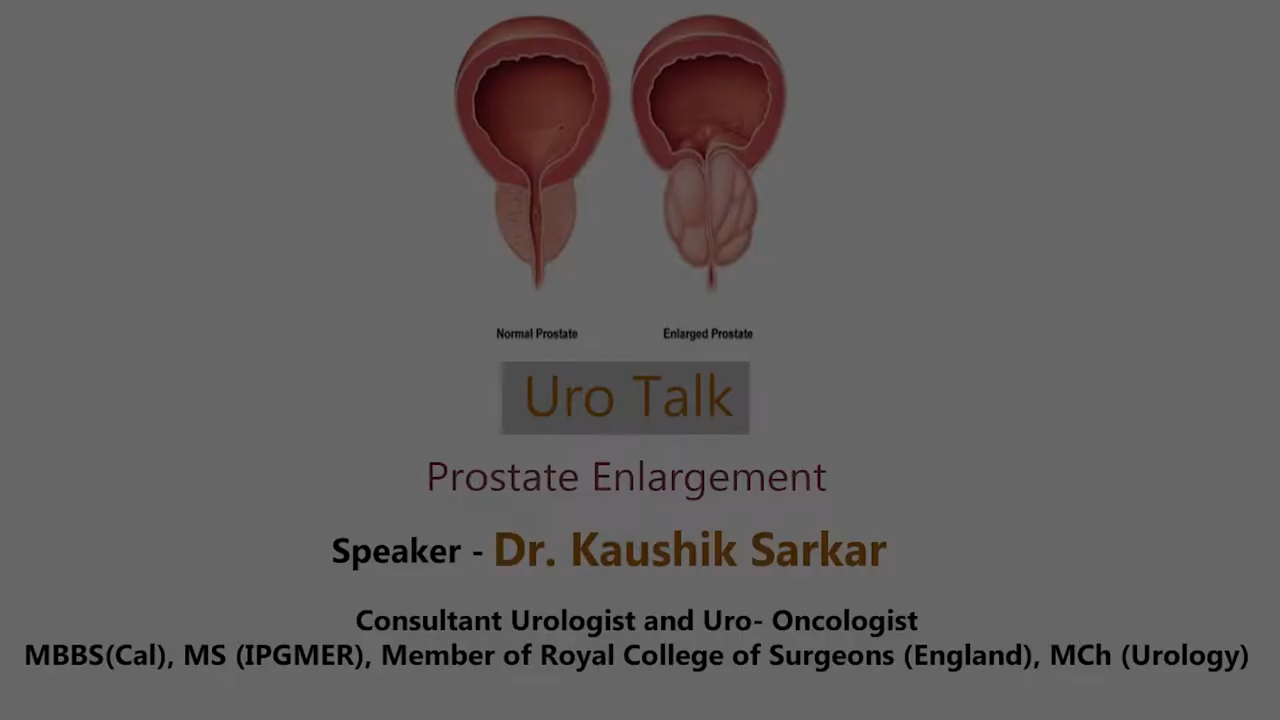 Normal Prostate Enlarged Prostate
Uro Talk
Prostate Enlargement
Speaker - Dr. Kaushik Sarkar
Consultant Urologist and Uro- Oncologist
MBBS(Cal), MS (IPGMER), Member of Royal College of Surgeons (England), MCh (Urology)